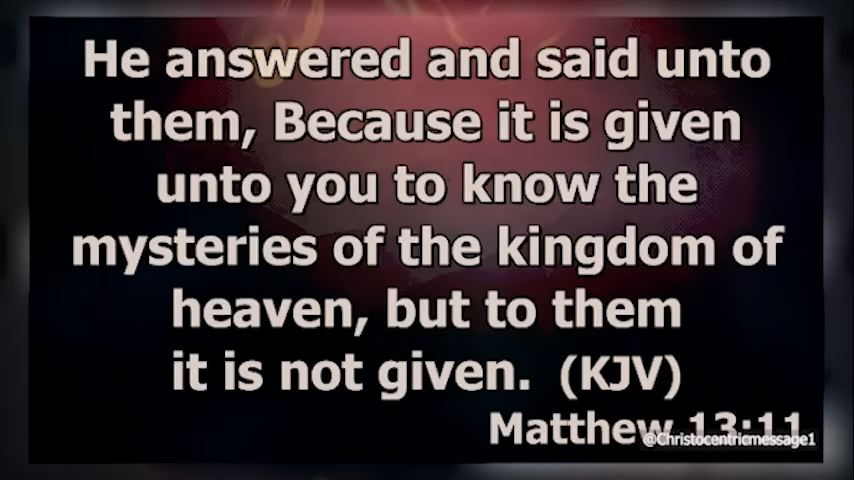 He answered and said unto
them, Because it is given
unto you to know the
mysteries of the kingdom of
heaven, but to them
it is not given. (KJV)
Matthew 13:11
@Christocentricmessage1